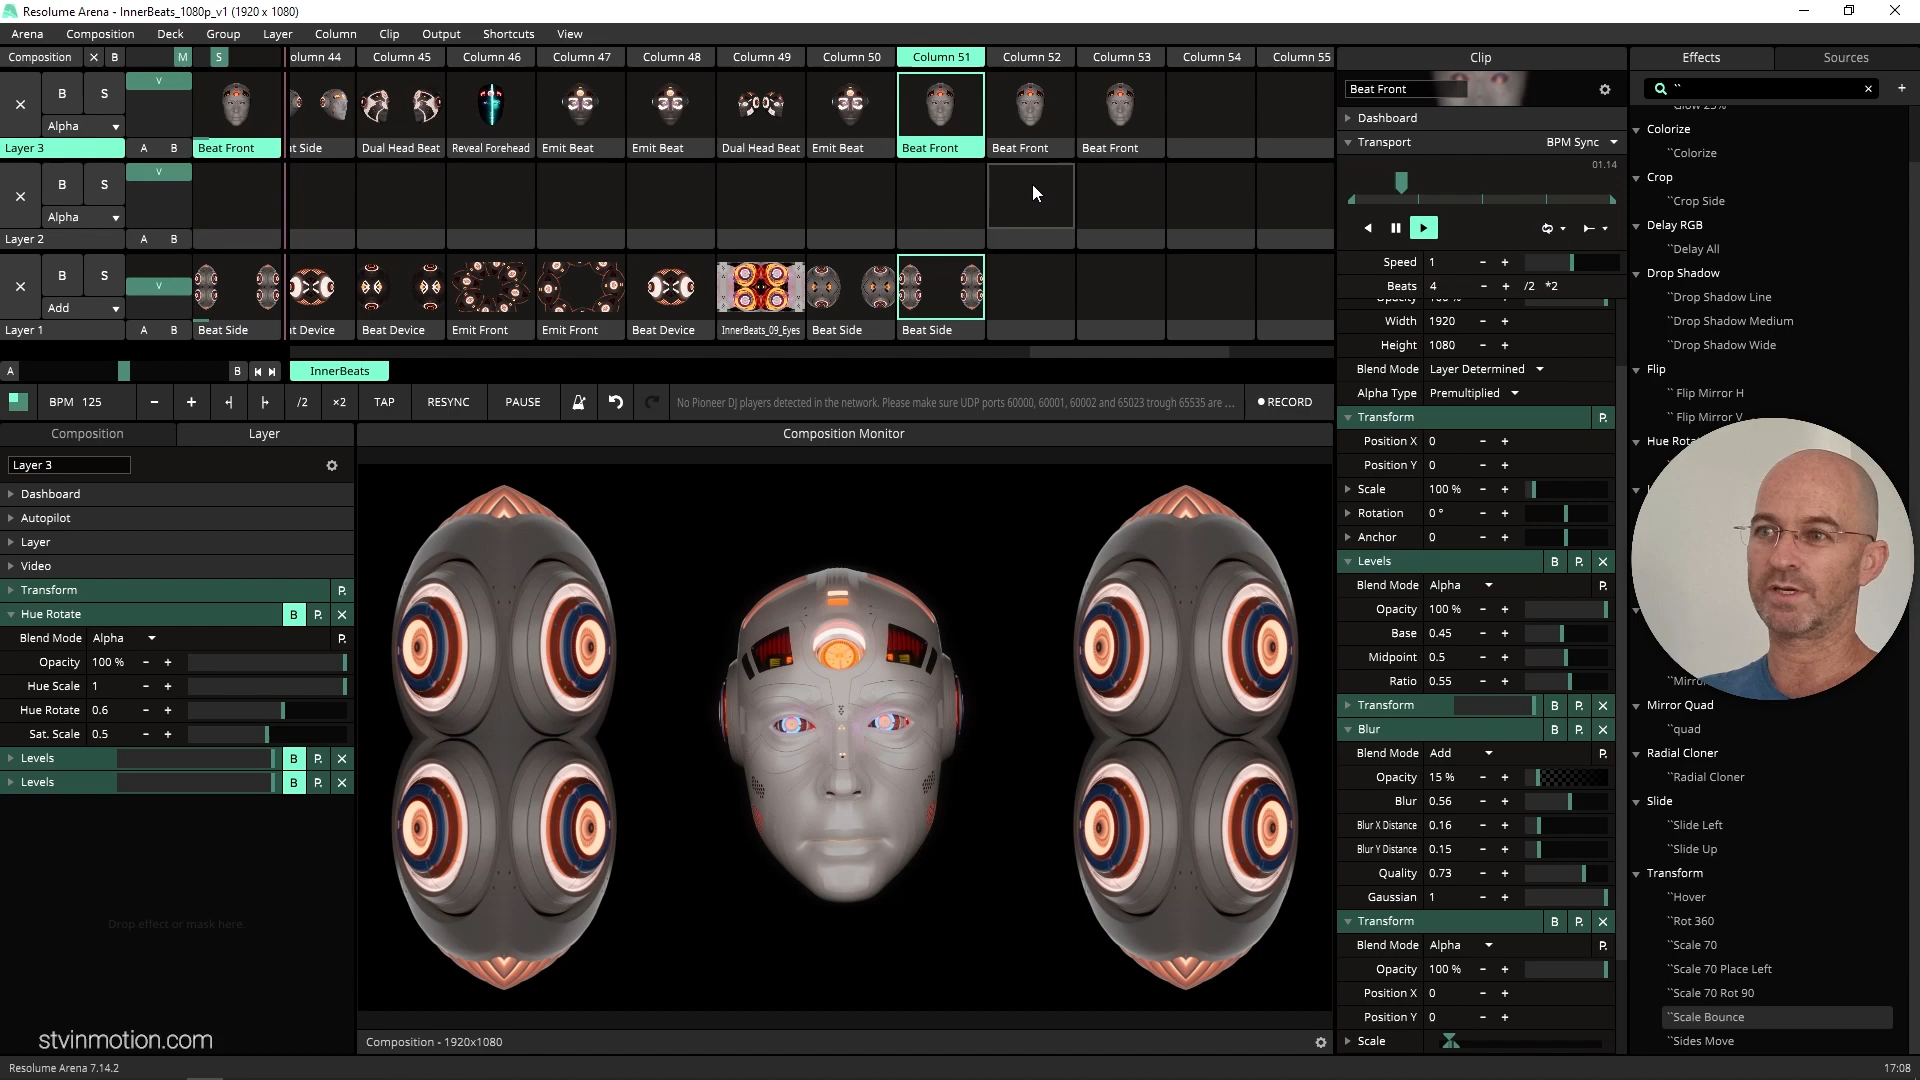 Resolume Arena - InnerBeats_1080p_v1 (1920 x 1080)
Arena Composition Deck Group Layer Column Clip Output Shortcuts View
Composition X B M S olumn 44 Column 45 Column 46 Column 47 Column 48 Column 49 Column 50 Column 51 Column 52 Column 53 Column 54 Column 55
B S V
Alpha
Layer 3 A B Beat Front t Side Dual Head Beat Reveal Forehead Emit Beat Emit Beat Dual Head Beat Emit Beat Beat Front Beat Front Beat Front
B S V
Alpha
Layer 2 A B
B S V
Add
Layer 1 A B Beat Side t Device Beat Device Emit Front Emit Front Beat Device InnerBeats_09_Eyes Beat Side Beat Side
A B InnerBeats
BPM 125 - + /2 ×2 TAP RESYNC PAUSE No Pioneer DJ players detected in the network. Please make sure UDP ports 60000, 60001, 60002 and 65023 trough 65535 are ... RECORD
Composition Layer Composition Monitor
Layer 3
Dashboard
Autopilot
Layer
Video
Transform P.
Hue Rotate B P. X
Blend Mode Alpha P.
Opacity 100 % - +
Hue Scale 1 - +
Hue Rotate 0.6 - +
Sat. Scale 0.5 - +
Levels B P. X
Levels B P. X
Drop effect or mask here.
stvinmotion.com
Composition - 1920x1080
Resolume Arena 7.14.2
Clip
Beat Front
Dashboard
Transport BPM Sync
01.14
Speed 1 - +
Beats 4 - + /2 *2
Width 1920 - +
Height 1080 - +
Blend Mode Layer Determined
Alpha Type Premultiplied
Transform P.
Position X 0 - +
Position Y 0 - +
Scale 100 % - +
Rotation 0 ° - +
Anchor 0 - +
Levels B P. X
Blend Mode Alpha P.
Opacity 100 % - +
Base 0.45 - +
Midpoint 0.5 - +
Ratio 0.55 - +
Transform B P. X
Blur B P. X
Blend Mode Add P.
Opacity 15 % - +
Blur 0.56 - +
Blur X Distance 0.16 - +
Blur Y Distance 0.15 - +
Quality 0.73 - +
Gaussian 1 - +
Transform B P. X
Blend Mode Alpha P.
Opacity 100 % - +
Position X 0 - +
Position Y 0 - +
Scale
Effects Sources
`` × +
Colorize
``Colorize
Crop
``Crop Side
Delay RGB
``Delay All
Drop Shadow
``Drop Shadow Line
``Drop Shadow Medium
``Drop Shadow Wide
Flip
`` Flip Mirror H
`` Flip Mirror V
Hue Rota
``Mirro
Mirror Quad
``quad
Radial Cloner
``Radial Cloner
Slide
``Slide Left
``Slide Up
Transform
``Hover
``Rot 360
``Scale 70
``Scale 70 Place Left
``Scale 70 Rot 90
``Scale Bounce
``Sides Move
17:08